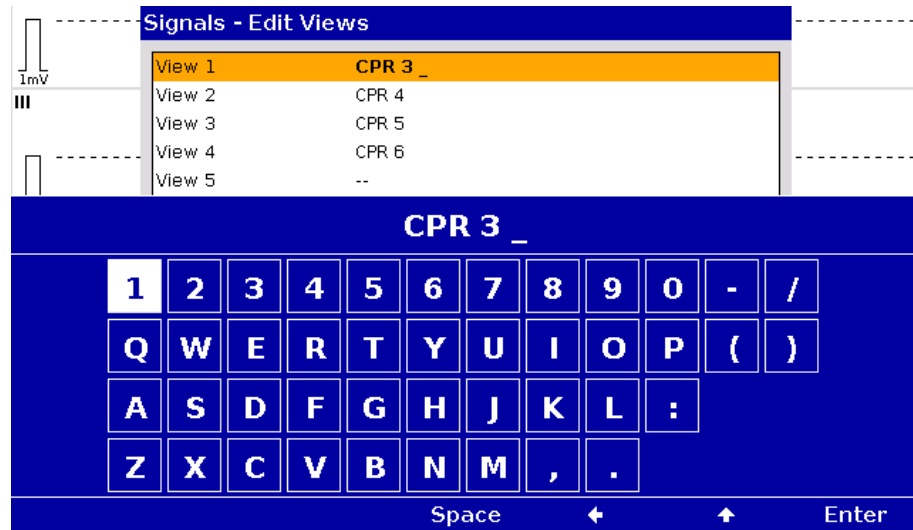 Signals - Edit Views
View 1 CPR 3 _
1mV
III
View 2 CPR 4
View 3 CPR 5
View 4 CPR 6
View 5 --
CPR 3 _
1 2 3 4 5 6 7 8 9 0 - /
Q W E R T Y U I O P ( )
A S D F G H J K L :
Z X C V B N M , .
Space ← ↑ Enter